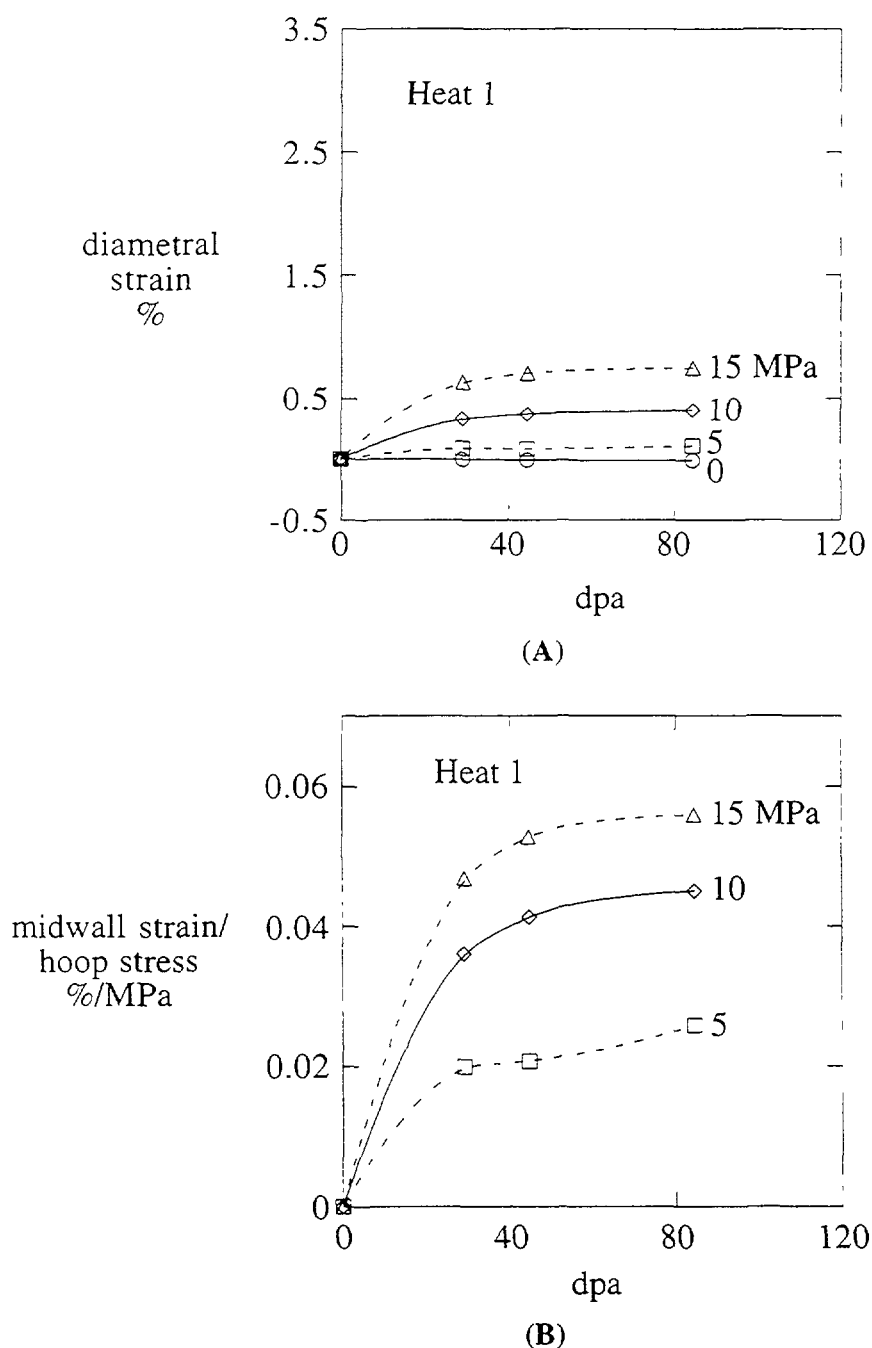 3.5
Heat 1
2.5
diametral
strain
%
1.5
15 MPa
0.5
10
5
0
-0.5
0
40
80
120
dpa
(A)
Heat 1
0.06
15 MPa
10
midwall strain/
hoop stress
%/MPa
0.04
0.02
5
0
0
40
80
120
dpa
(B)